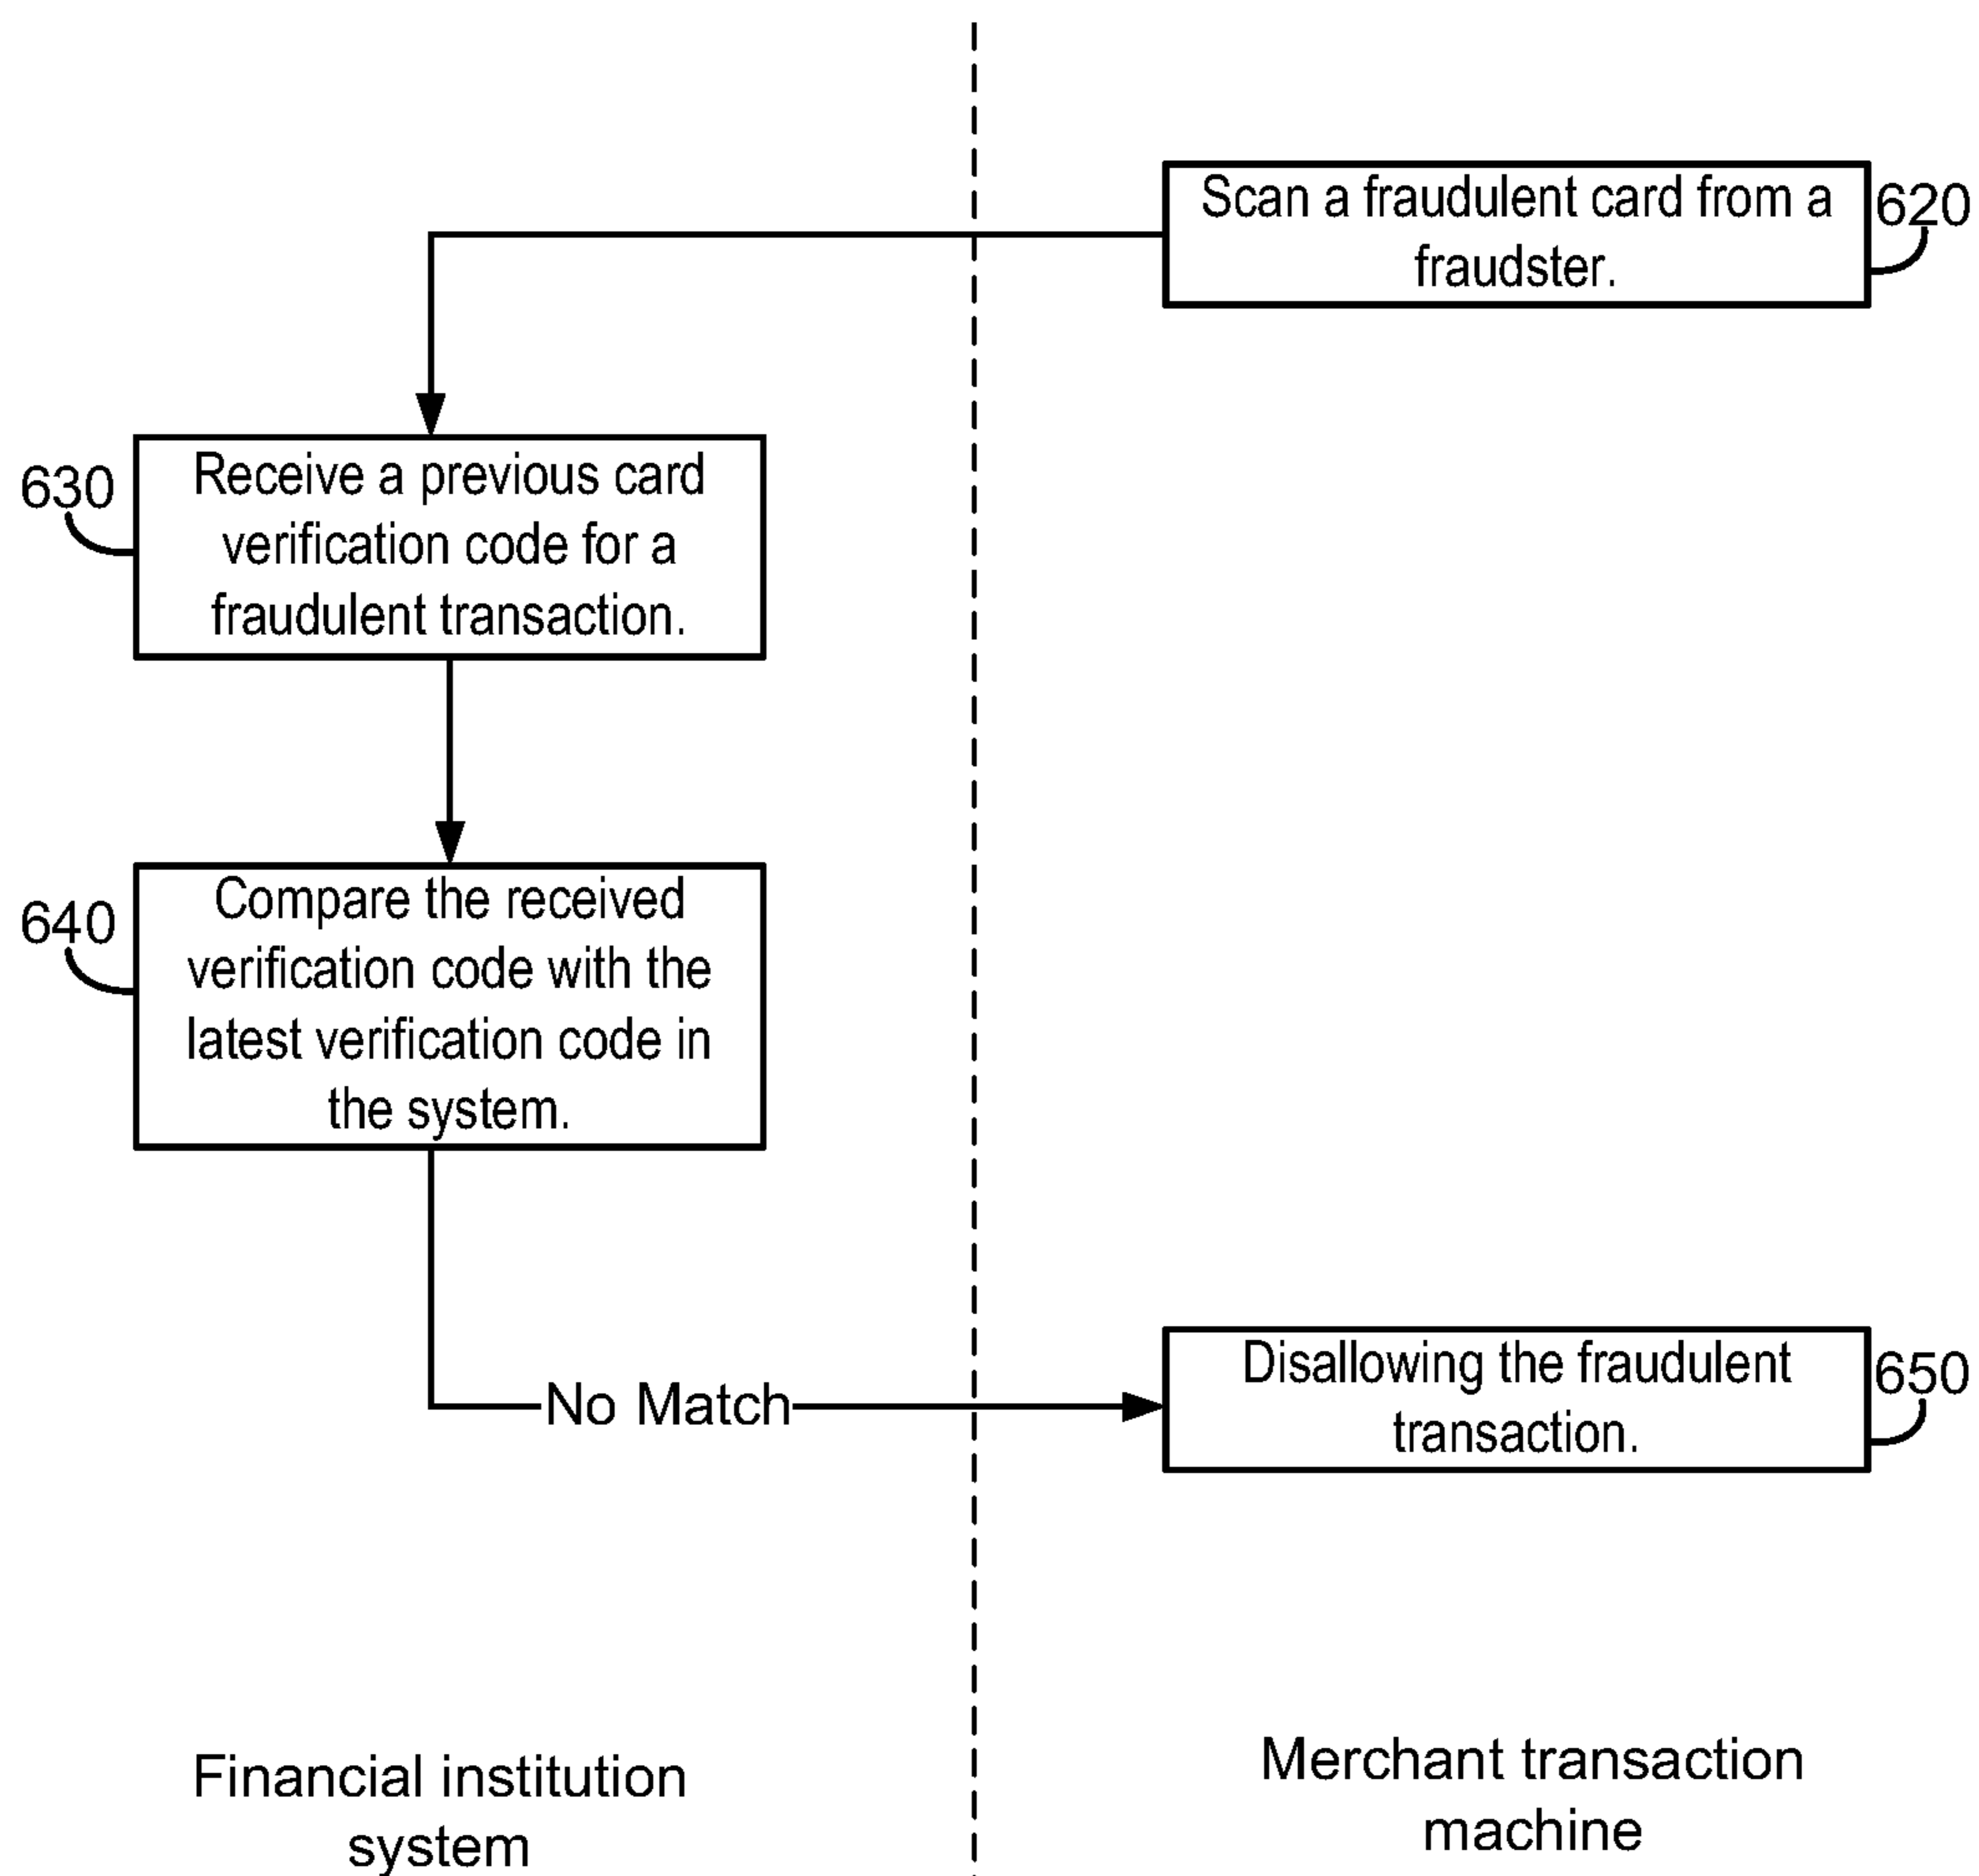 Scan a fraudulent card from a
fraudster.
620
630
Receive a previous card
verification code for a
fraudulent transaction.
640
Compare the received
verification code with the
latest verification code in
the system.
No Match
Disallowing the fraudulent
transaction.
650
Financial institution
system
Merchant transaction
machine